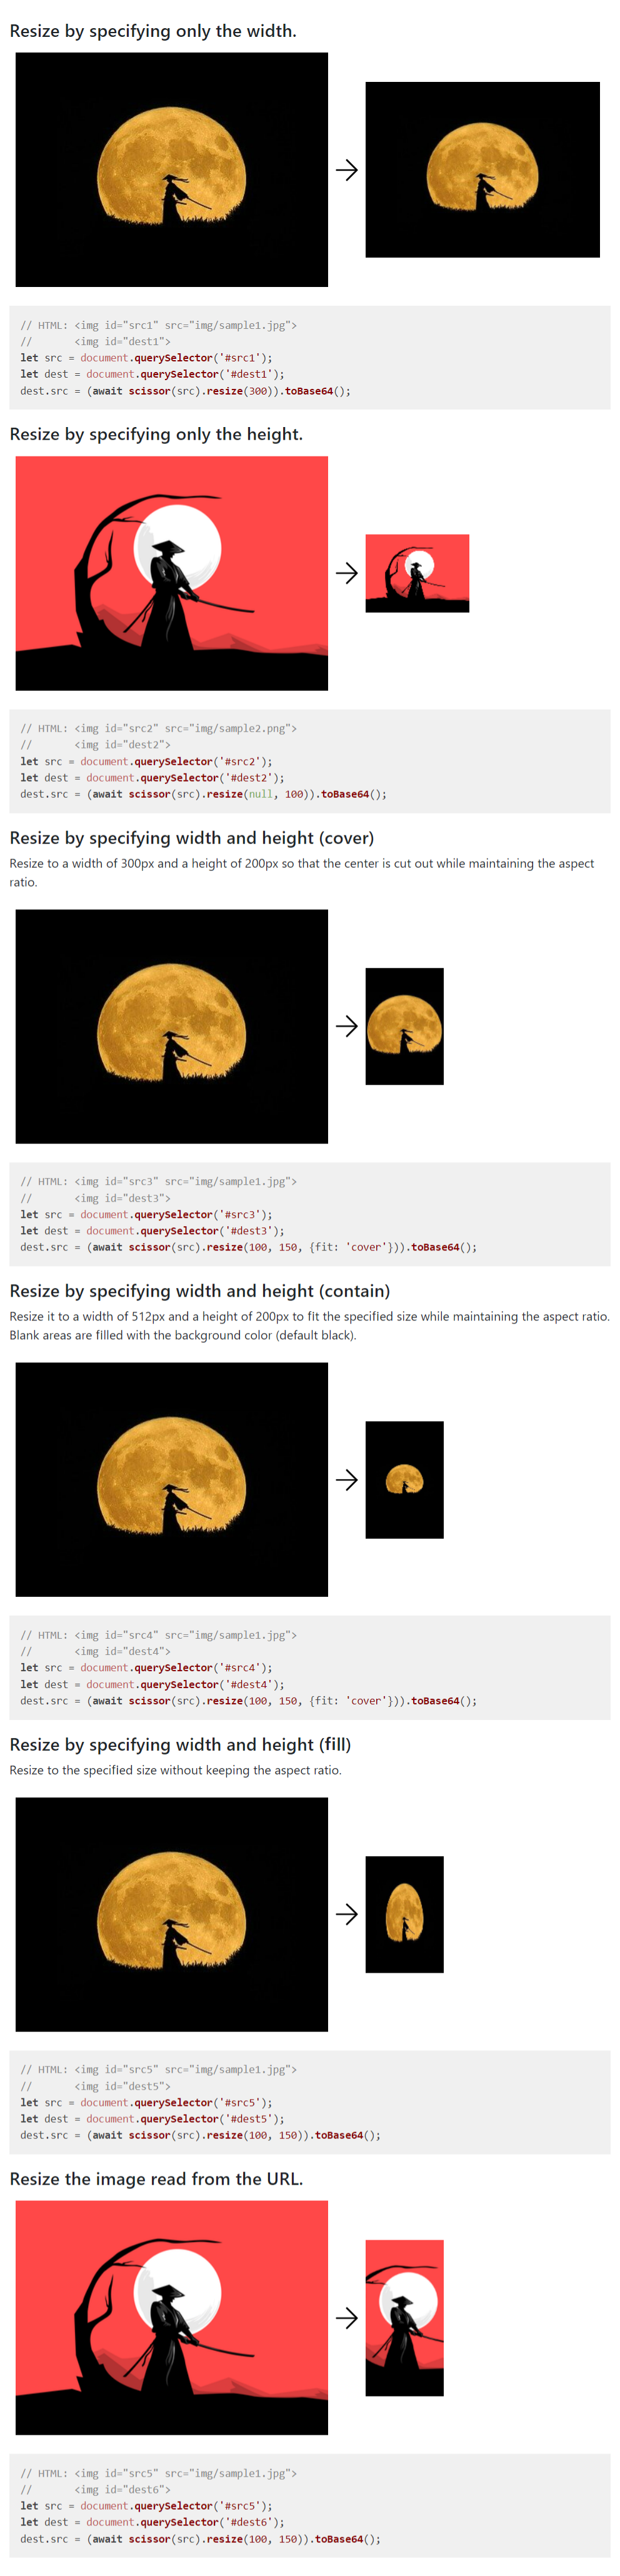 Resize by specifying only the width.
// HTML: <img id="src1" src="img/sample1.jpg">
//       <img id="dest1">
let src = document.querySelector('#src1');
let dest = document.querySelector('#dest1');
dest.src = (await scissor(src).resize(300)).toBase64();
Resize by specifying only the height.
// HTML: <img id="src2" src="img/sample2.png">
//       <img id="dest2">
let src = document.querySelector('#src2');
let dest = document.querySelector('#dest2');
dest.src = (await scissor(src).resize(null, 100)).toBase64();
Resize by specifying width and height (cover)
Resize to a width of 300px and a height of 200px so that the center is cut out while maintaining the aspect
ratio.
// HTML: <img id="src3" src="img/sample1.jpg">
//       <img id="dest3">
let src = document.querySelector('#src3');
let dest = document.querySelector('#dest3');
dest.src = (await scissor(src).resize(100, 150, {fit: 'cover'})).toBase64();
Resize by specifying width and height (contain)
Resize it to a width of 512px and a height of 200px to fit the specified size while maintaining the aspect ratio.
Blank areas are filled with the background color (default black).
// HTML: <img id="src4" src="img/sample1.jpg">
//       <img id="dest4">
let src = document.querySelector('#src4');
let dest = document.querySelector('#dest4');
dest.src = (await scissor(src).resize(100, 150, {fit: 'cover'})).toBase64();
Resize by specifying width and height (fill)
Resize to the specified size without keeping the aspect ratio.
// HTML: <img id="src5" src="img/sample1.jpg">
//       <img id="dest5">
let src = document.querySelector('#src5');
let dest = document.querySelector('#dest5');
dest.src = (await scissor(src).resize(100, 150)).toBase64();
Resize the image read from the URL.
// HTML: <img id="src5" src="img/sample1.jpg">
//       <img id="dest6">
let src = document.querySelector('#src5');
let dest = document.querySelector('#dest6');
dest.src = (await scissor(src).resize(100, 150)).toBase64();